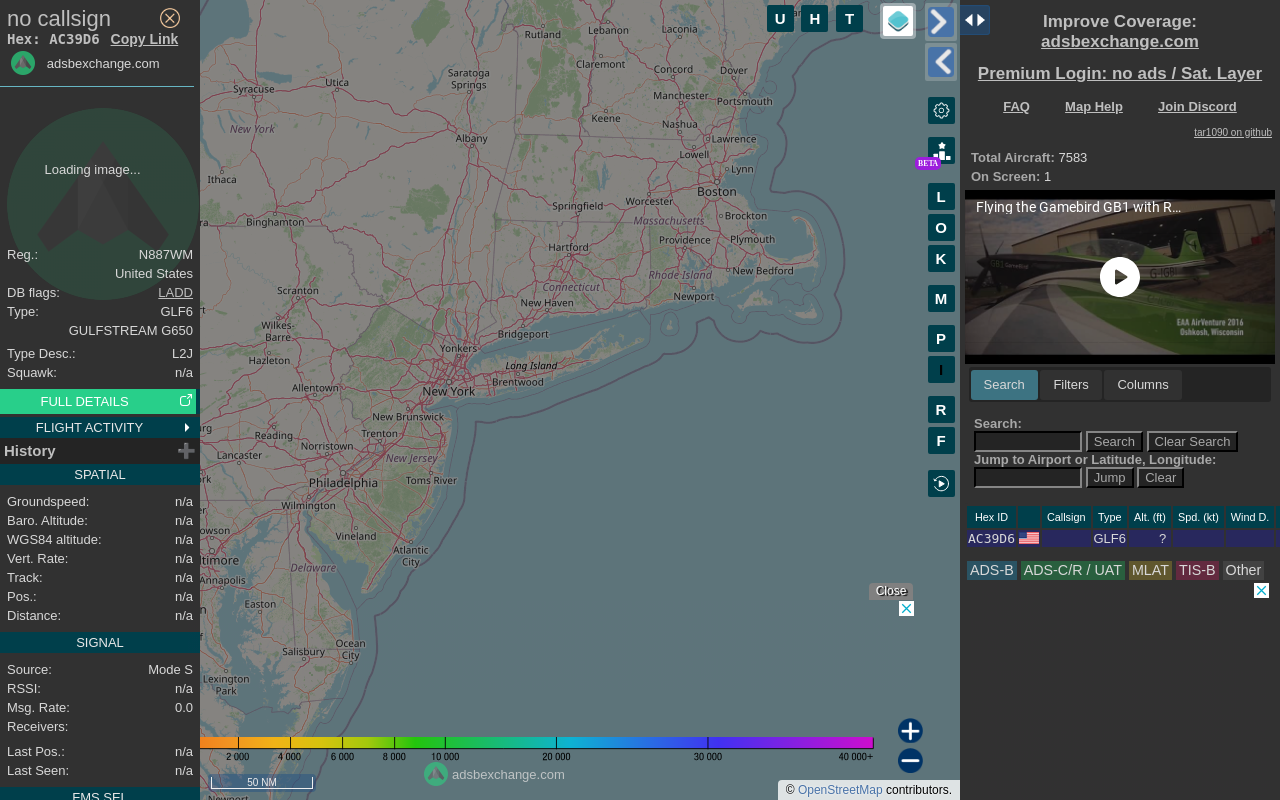 no callsign
Hex: AC39D6 Copy Link
adsbexchange.com
Loading image...
Reg.: N887WM
United States
DB flags: LADD
Type: GLF6
GULFSTREAM G650
Type Desc.: L2J
Squawk: n/a
FULL DETAILS
FLIGHT ACTIVITY
History
SPATIAL
Groundspeed: n/a
Baro. Altitude: n/a
WGS84 altitude: n/a
Vert. Rate: n/a
Track: n/a
Pos.: n/a
Distance: n/a
SIGNAL
Source: Mode S
RSSI: n/a
Msg. Rate: 0.0
Receivers:
Last Pos.: n/a
Last Seen: n/a
FMS SEL
U H T
Rutland
Lebanon
Laconia
Claremont
Concord
Dover
Saratoga
Springs
Utica
Syracuse
Manchester
Portsmouth
Keene
Nashua
New York
Albany
Lawrence
Lowell
Lynn
Ithaca
Boston
Worcester
Springfield
Binghamton
Massachusetts
Brockton
Providence
Plymouth
Hartford
Rhode Island
New Bedford
Connecticut
Newport
Scranton
New Haven
Wilkes-
Barre
Bridgeport
Yonkers
Hazleton
Long Island
Brentwood
Allentown
New York
New Brunswick
Reading
Trenton
Norristown
Lancaster
New Jersey
Toms River
Philadelphia
Wilmington
Vineland
Atlantic
City
Annapolis
Delaware
Easton
Ocean
City
Salisbury
Lexington
Park
L
O
K
M
P
I
R
F
BETA
Close
2 000 4 000 6 000 8 000 10 000 20 000 30 000 40 000+
50 NM
adsbexchange.com
© OpenStreetMap contributors.
Improve Coverage:
adsbexchange.com
Premium Login: no ads / Sat. Layer
FAQ Map Help Join Discord
tar1090 on github
Total Aircraft: 7583
On Screen: 1
Flying the Gamebird GB1 with R...
EAA AirVenture 2016
Oshkosh, Wisconsin
Search Filters Columns
Search:
Search Clear Search
Jump to Airport or Latitude, Longitude:
Jump Clear
Hex ID Callsign Type Alt. (ft) Spd. (kt) Wind D.
AC39D6 GLF6 ?
ADS-B ADS-C/R / UAT MLAT TIS-B Other